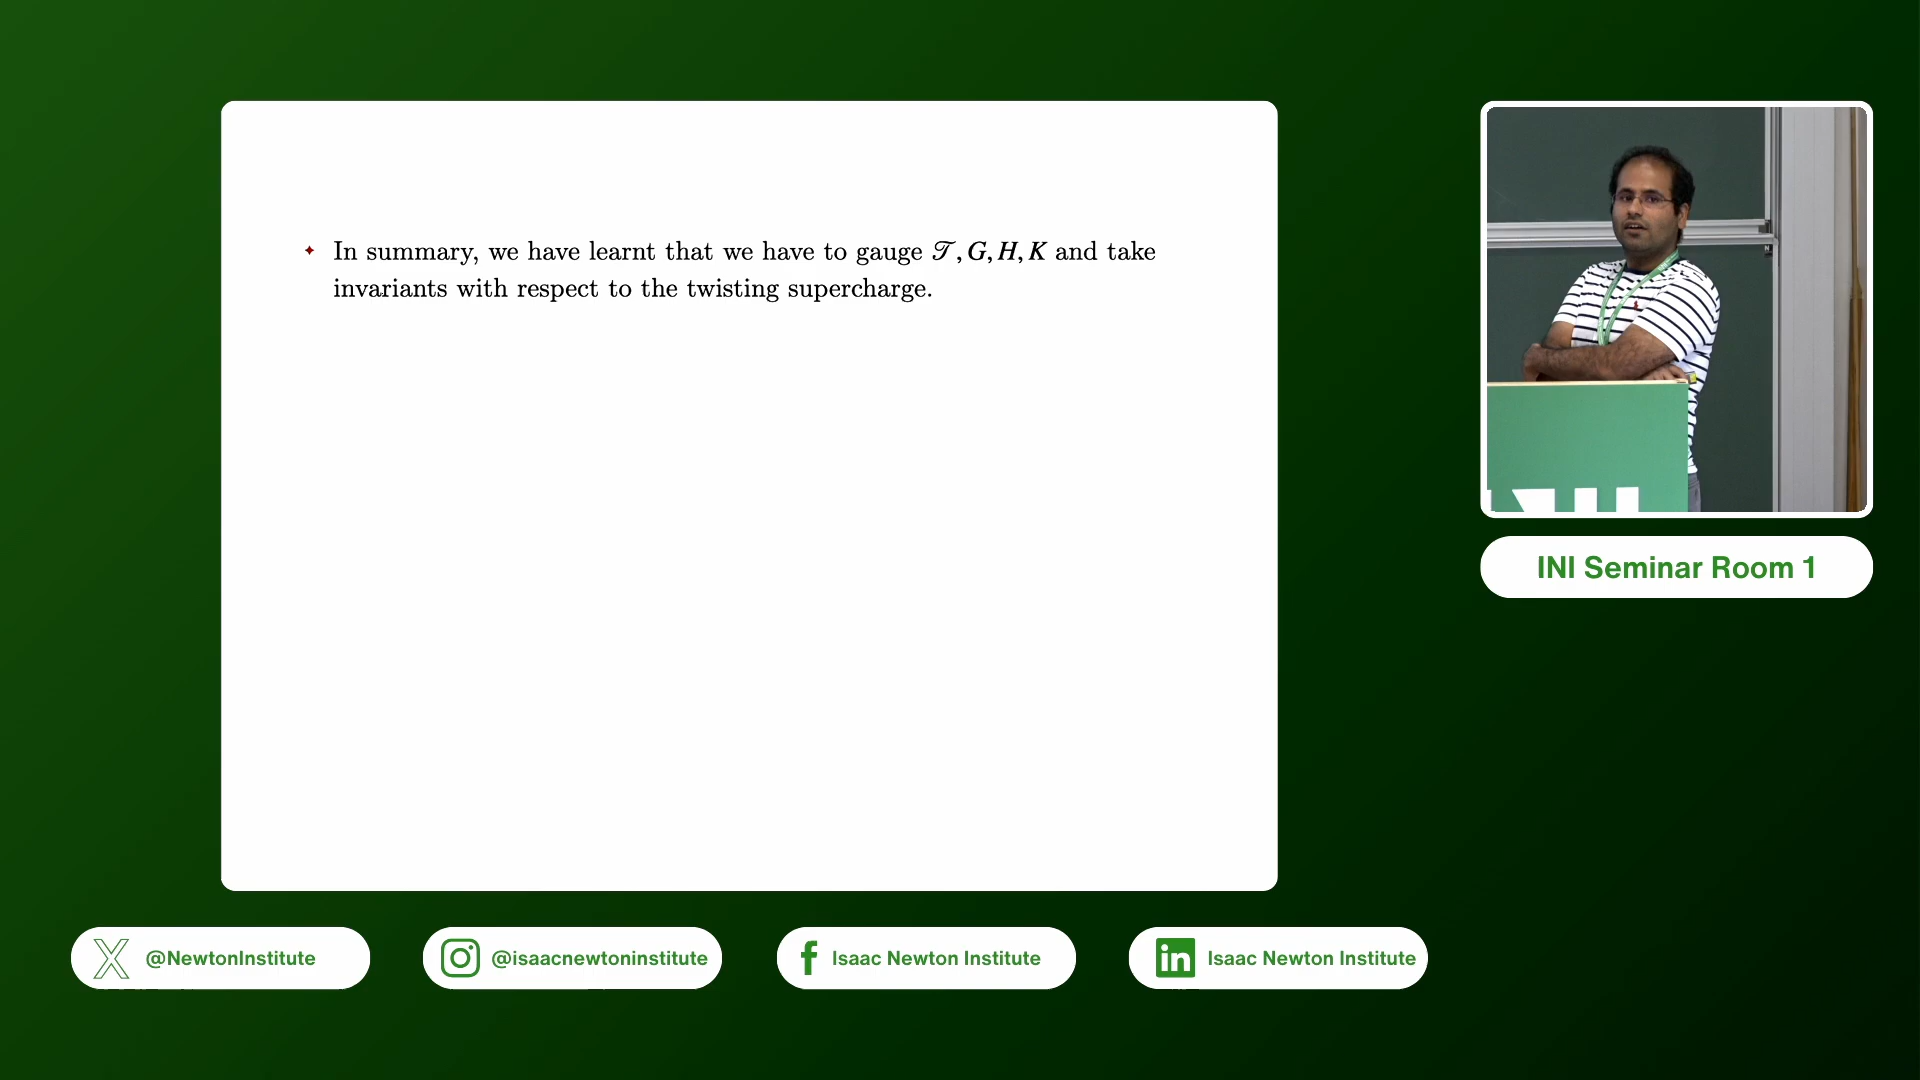 ✦ In summary, we have learnt that we have to gauge 𝒯, G, H, K and take
invariants with respect to the twisting supercharge.
INI Seminar Room 1
@NewtonInstitute
@isaacnewtoninstitute
Isaac Newton Institute
Isaac Newton Institute